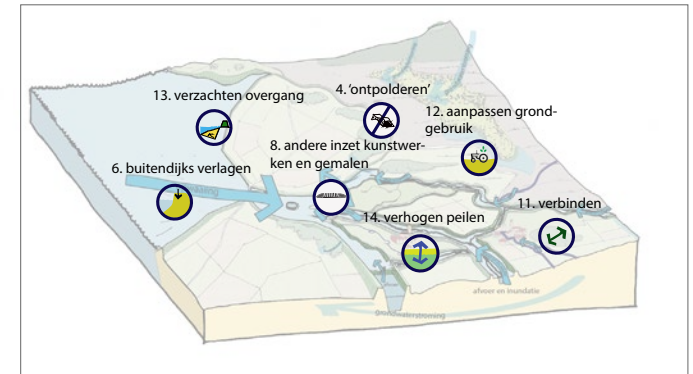 13. verzachten overgang
4. 'ontpolderen'
12. aanpassen grond-
gebruik
8. andere inzet kunstwer-
ken en gemalen
6. buitendijks verlagen
11. verbinden
14. verhogen peilen
afvoer en inundatie
grondwaterstroming